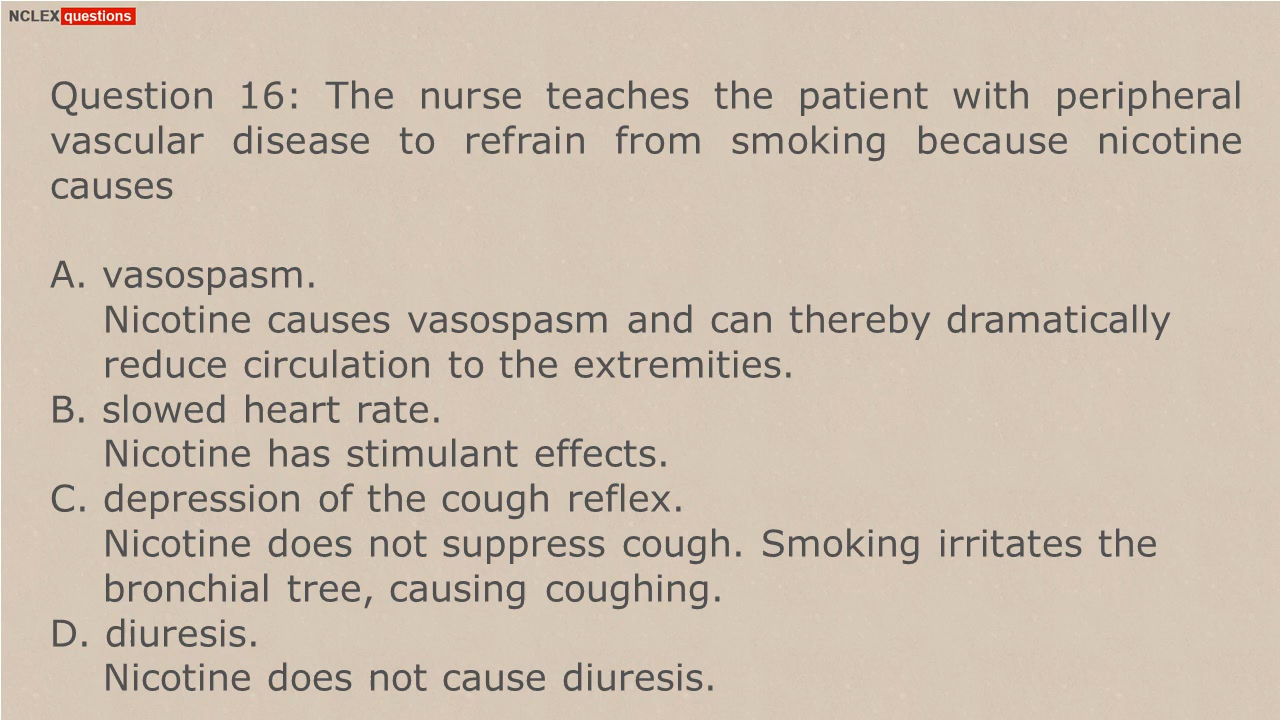 NCLEX questions
Question 16: The nurse teaches the patient with peripheral
vascular disease to refrain from smoking because nicotine
causes
A. vasospasm.
Nicotine causes vasospasm and can thereby dramatically
reduce circulation to the extremities.
B. slowed heart rate.
Nicotine has stimulant effects.
C. depression of the cough reflex.
Nicotine does not suppress cough. Smoking irritates the
bronchial tree, causing coughing.
D. diuresis.
Nicotine does not cause diuresis.